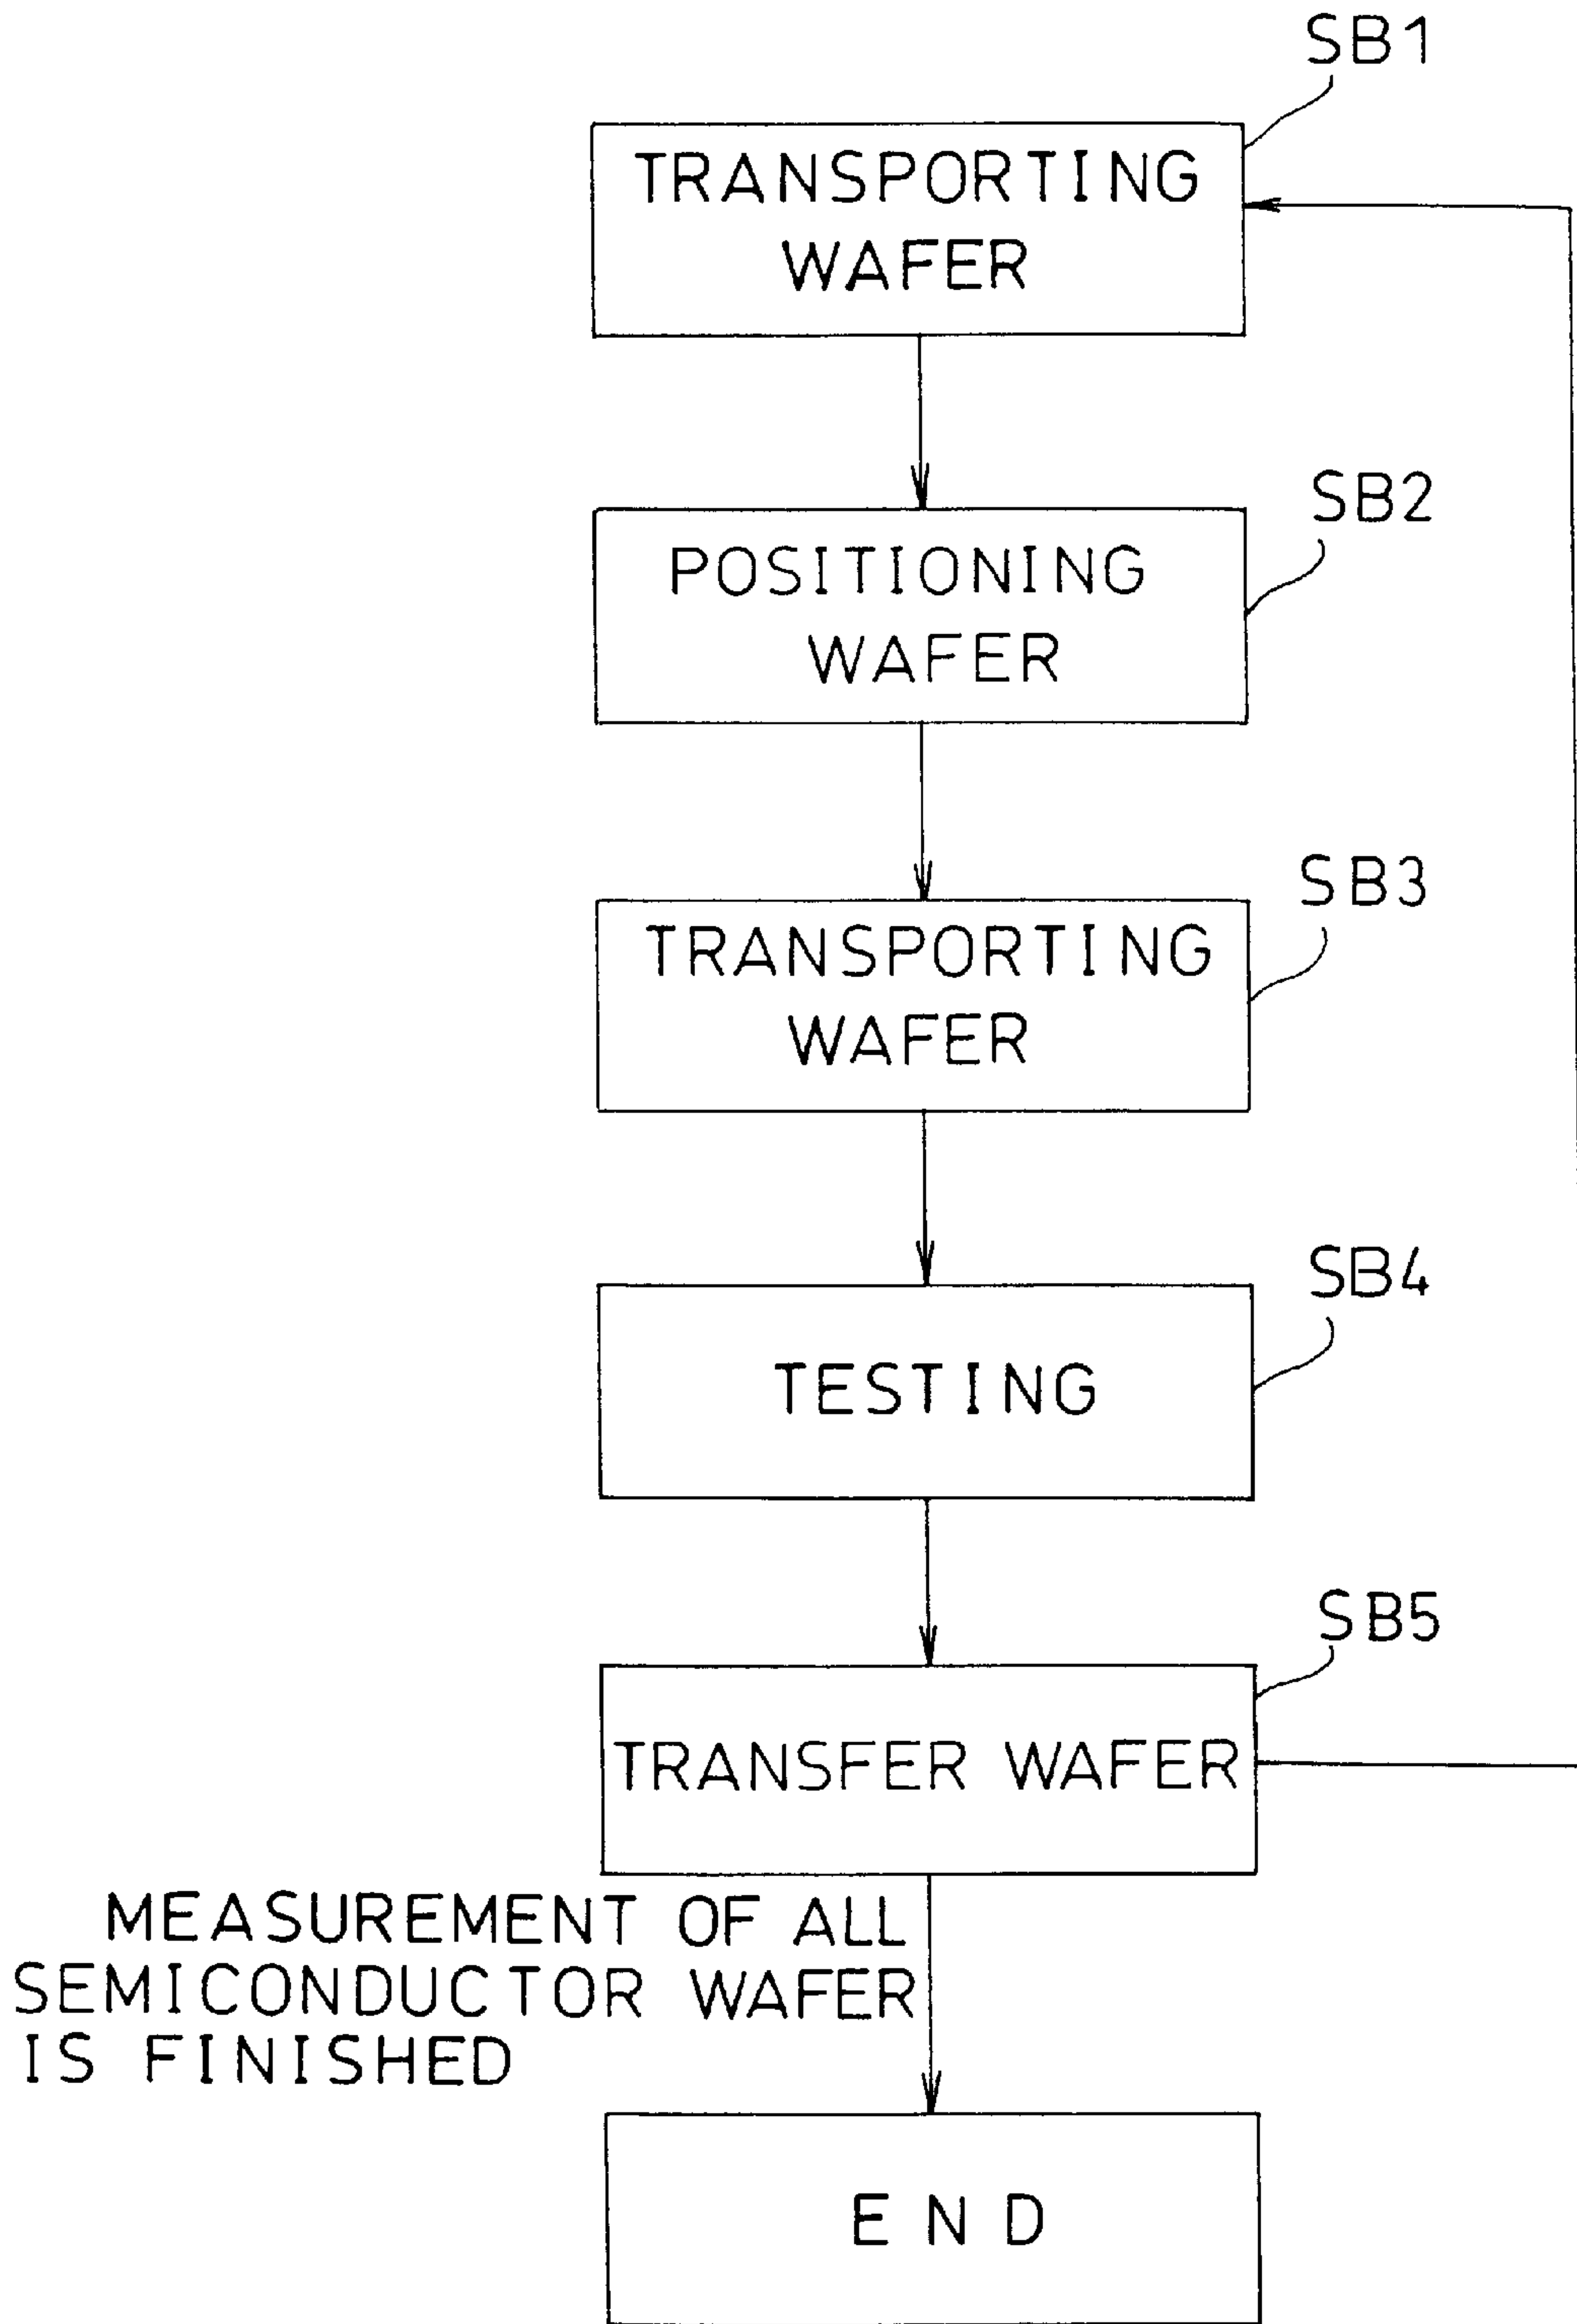 SB1
TRANSPORTING
WAFER
SB2
POSITIONING
WAFER
SB3
TRANSPORTING
WAFER
SB4
TESTING
SB5
TRANSFER WAFER
MEASUREMENT OF ALL
SEMICONDUCTOR WAFER
IS FINISHED
END